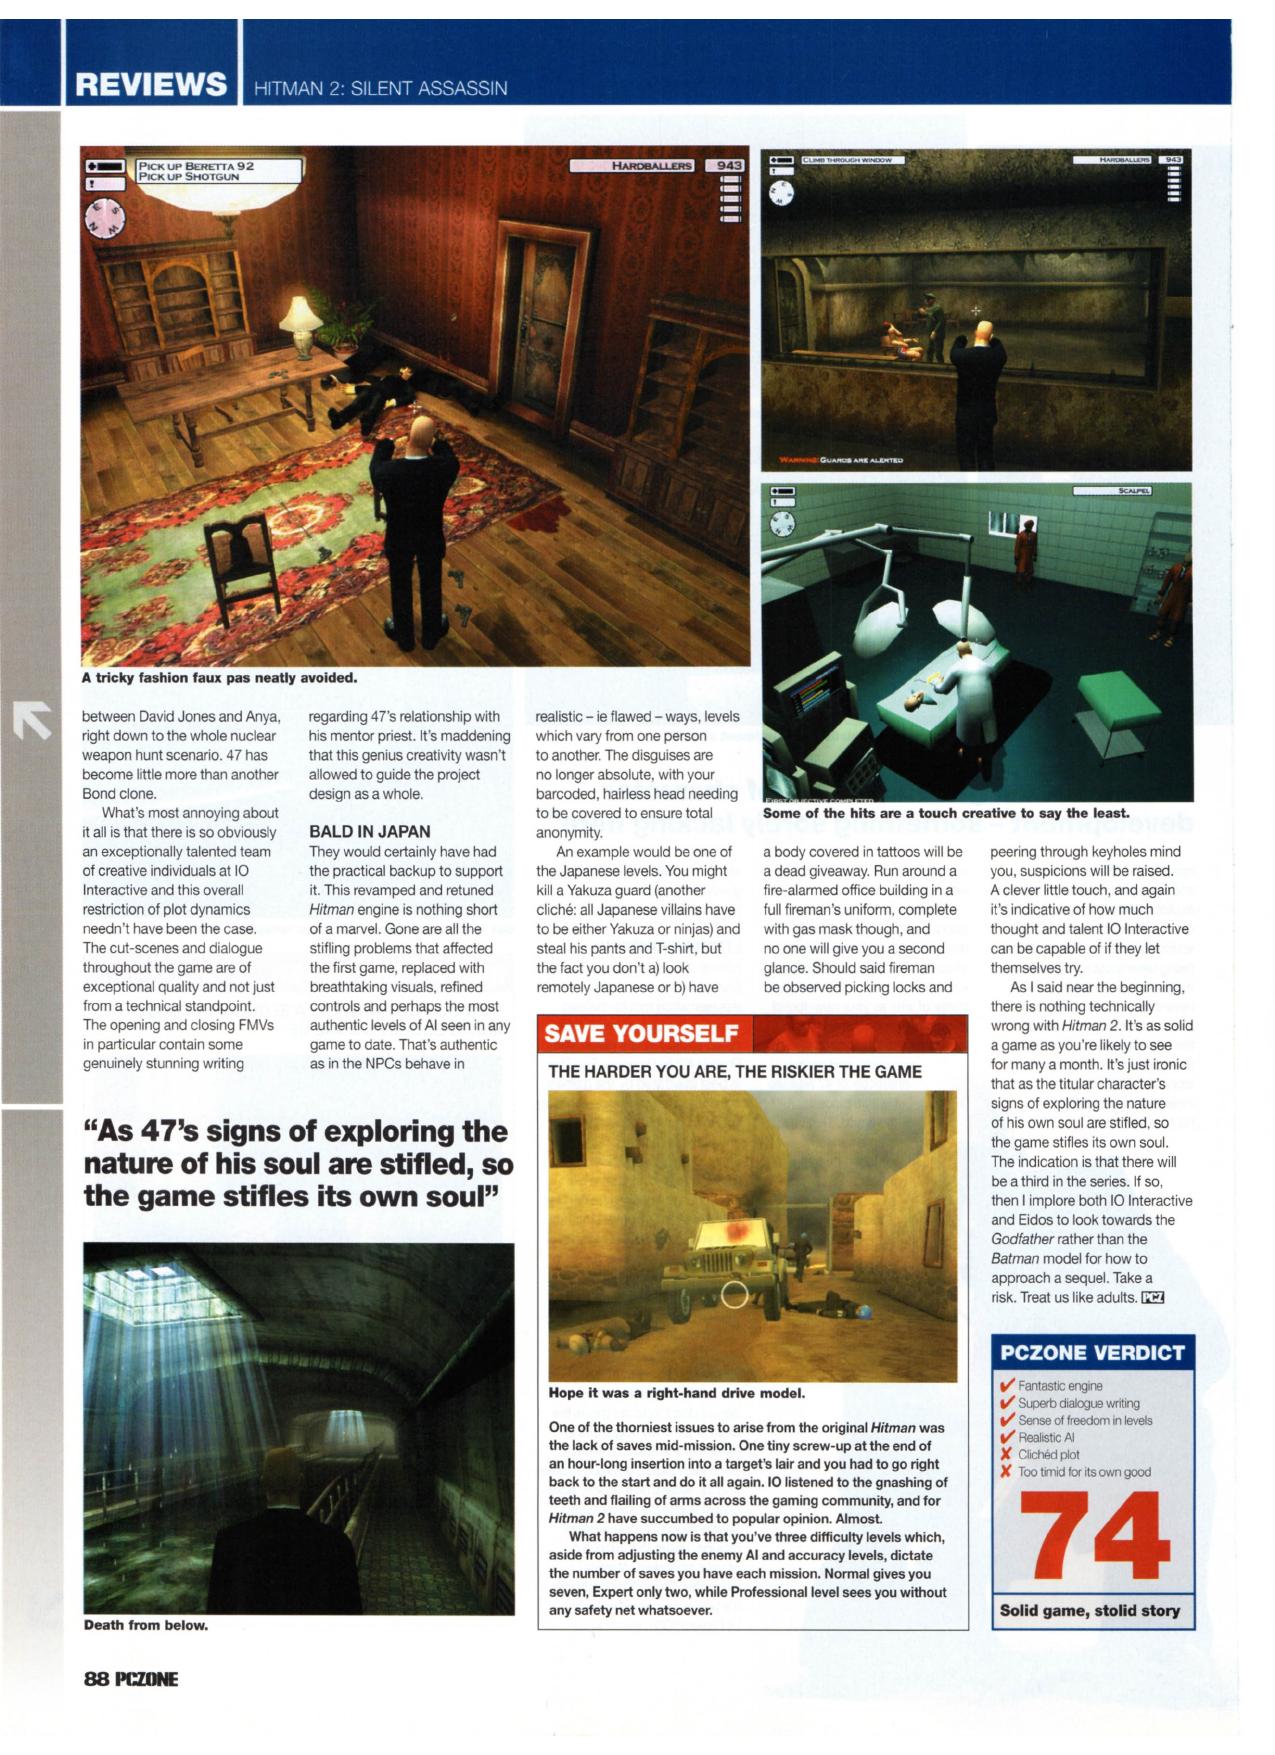 REVIEWS
HITMAN 2: SILENT ASSASSIN
PICK UP BERETTA 92
PICK UP SHOTGUN
HARDBALLERS 943
A tricky fashion faux pas neatly avoided.
CLIMB THROUGH WINDOW
HARDBALLERS 943
WARNING! GUARDS ARE ALERTED
SCALPEL
FIRST OBJECTIVE COMPLETED
Some of the hits are a touch creative to say the least.
between David Jones and Anya,
right down to the whole nuclear
weapon hunt scenario. 47 has
become little more than another
Bond clone.
What's most annoying about
it all is that there is so obviously
an exceptionally talented team
of creative individuals at IO
Interactive and this overall
restriction of plot dynamics
needn't have been the case.
The cut-scenes and dialogue
throughout the game are of
exceptional quality and not just
from a technical standpoint.
The opening and closing FMVs
in particular contain some
genuinely stunning writing
regarding 47's relationship with
his mentor priest. It's maddening
that this genius creativity wasn't
allowed to guide the project
design as a whole.
BALD IN JAPAN
They would certainly have had
the practical backup to support
it. This revamped and retuned
Hitman engine is nothing short
of a marvel. Gone are all the
stifling problems that affected
the first game, replaced with
breathtaking visuals, refined
controls and perhaps the most
authentic levels of AI seen in any
game to date. That's authentic
as in the NPCs behave in
realistic – ie flawed – ways, levels
which vary from one person
to another. The disguises are
no longer absolute, with your
barcoded, hairless head needing
to be covered to ensure total
anonymity.
An example would be one of
the Japanese levels. You might
kill a Yakuza guard (another
cliché: all Japanese villains have
to be either Yakuza or ninjas) and
steal his pants and T-shirt, but
the fact you don't a) look
remotely Japanese or b) have
a body covered in tattoos will be
a dead giveaway. Run around a
fire-alarmed office building in a
full fireman's uniform, complete
with gas mask though, and
no one will give you a second
glance. Should said fireman
be observed picking locks and
peering through keyholes mind
you, suspicions will be raised.
A clever little touch, and again
it's indicative of how much
thought and talent IO Interactive
can be capable of if they let
themselves try.
As I said near the beginning,
there is nothing technically
wrong with Hitman 2. It's as solid
a game as you're likely to see
for many a month. It's just ironic
that as the titular character's
signs of exploring the nature
of his own soul are stifled, so
the game stifles its own soul.
The indication is that there will
be a third in the series. If so,
then I implore both IO Interactive
and Eidos to look towards the
Godfather rather than the
Batman model for how to
approach a sequel. Take a
risk. Treat us like adults. PCZ
"As 47's signs of exploring the
nature of his soul are stifled, so
the game stifles its own soul"
Death from below.
SAVE YOURSELF
THE HARDER YOU ARE, THE RISKIER THE GAME
Hope it was a right-hand drive model.
One of the thorniest issues to arise from the original Hitman was
the lack of saves mid-mission. One tiny screw-up at the end of
an hour-long insertion into a target's lair and you had to go right
back to the start and do it all again. IO listened to the gnashing of
teeth and flailing of arms across the gaming community, and for
Hitman 2 have succumbed to popular opinion. Almost.
What happens now is that you've three difficulty levels which,
aside from adjusting the enemy AI and accuracy levels, dictate
the number of saves you have each mission. Normal gives you
seven, Expert only two, while Professional level sees you without
any safety net whatsoever.
PCZONE VERDICT
✔ Fantastic engine
✔ Superb dialogue writing
✔ Sense of freedom in levels
✔ Realistic AI
✘ Clichéd plot
✘ Too timid for its own good
74
Solid game, stolid story
88 PCZONE